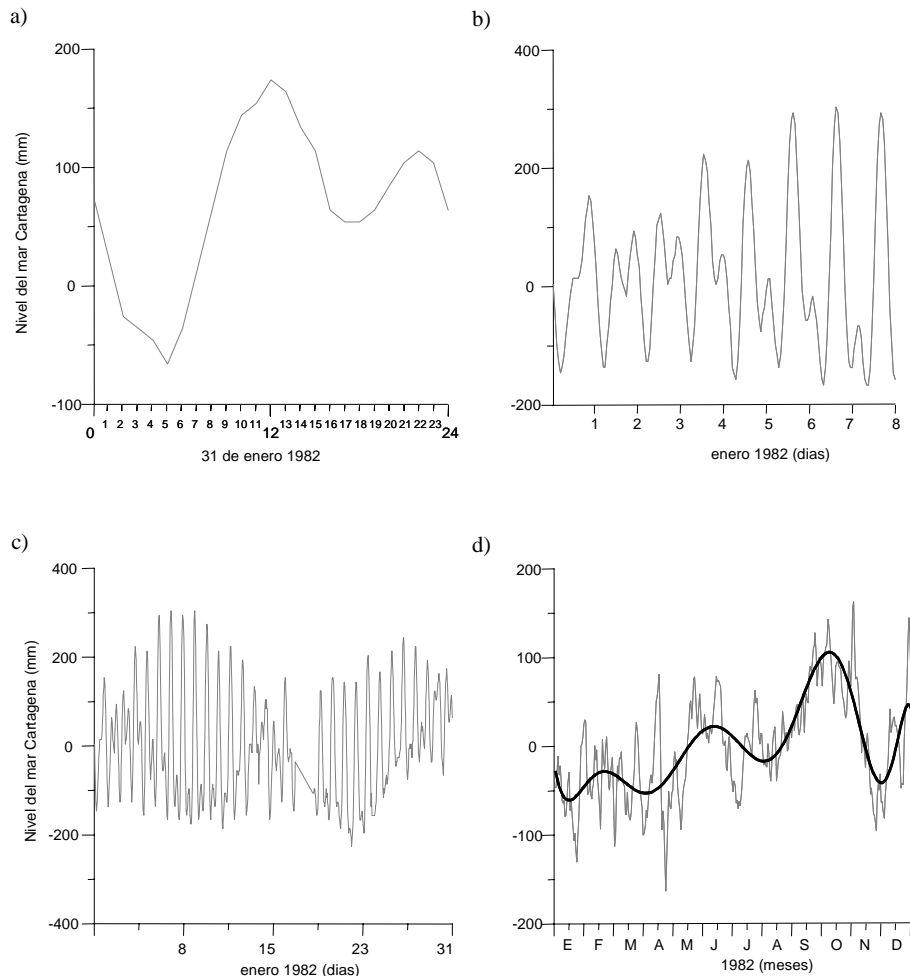 a)
200
100
0
-100
Nivel del mar Cartagena (mm)
0 1 2 3 4 5 6 7 8 9 10 11 12 13 14 15 16 17 18 19 20 21 22 23 24
31 de enero 1982
b)
400
200
0
-200
1 2 3 4 5 6 7 8
enero 1982 (dias)
c)
400
200
0
-200
-400
Nivel del mar Cartagena (mm)
8 15 23 31
enero 1982 (dias)
d)
200
100
0
-100
-200
E F M A M J J A S O N D
1982 (meses)